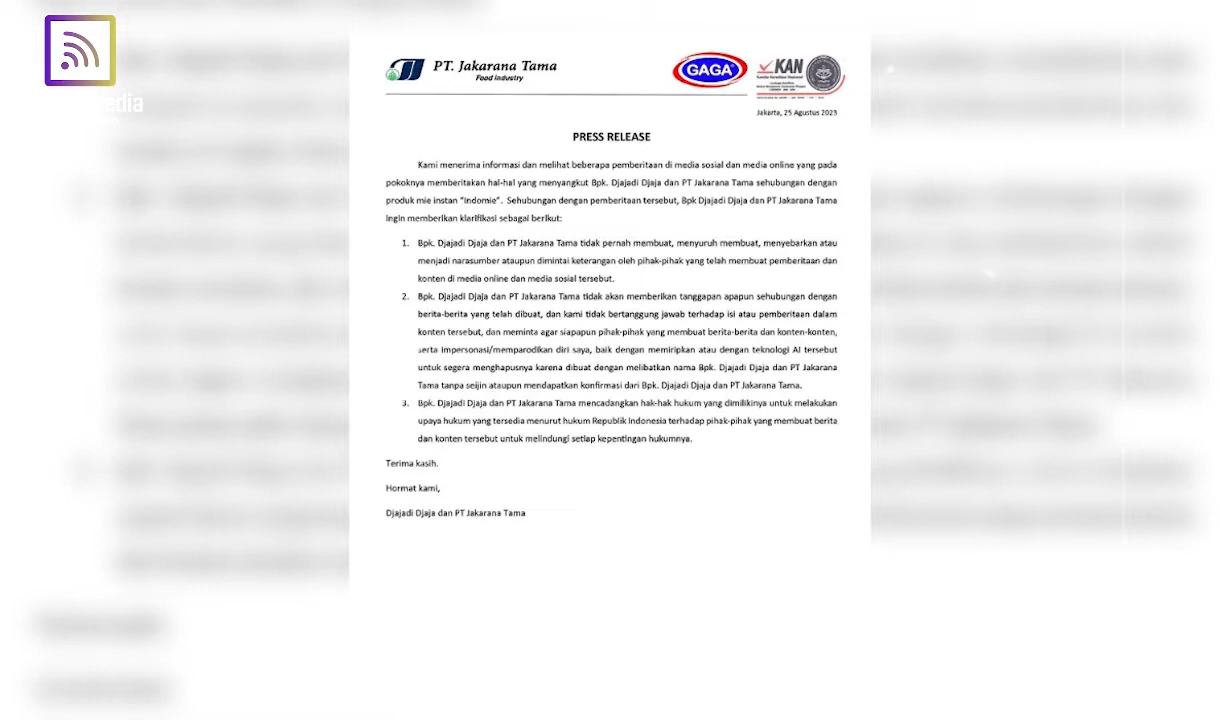 edia
PT. Jakarana Tama
Food Industry
GAGA
KAN
Komite Akreditasi Nasional
Jakarta, 25 Agustus 2023
PRESS RELEASE
Kami menerima informasi dan melihat beberapa pemberitaan di media sosial dan media online yang pada
pokoknya memberitakan hal-hal yang menyangkut Bpk. Djajadi Djaja dan PT Jakarana Tama sehubungan dengan
produk mie instan "Indomie". Sehubungan dengan pemberitaan tersebut, Bpk Djajadi Djaja dan PT Jakarana Tama
ingin memberikan klarifikasi sebagai berikut:
1. Bpk. Djajadi Djaja dan PT Jakarana Tama tidak pernah membuat, menyuruh membuat, menyebarkan atau
menjadi narasumber ataupun dimintai keterangan oleh pihak-pihak yang telah membuat pemberitaan dan
konten di media online dan media sosial tersebut.
2. Bpk. Djajadi Djaja dan PT Jakarana Tama tidak akan memberikan tanggapan apapun sehubungan dengan
berita-berita yang telah dibuat, dan kami tidak bertanggung jawab terhadap isi atau pemberitaan dalam
konten tersebut, dan meminta agar siapapun pihak-pihak yang membuat berita-berita dan konten-konten,
serta impersonasi/memparodikan diri saya, baik dengan memiripkan atau dengan teknologi AI tersebut
untuk segera menghapusnya karena dibuat dengan melibatkan nama Bpk. Djajadi Djaja dan PT Jakarana
Tama tanpa seijin ataupun mendapatkan konfirmasi dari Bpk. Djajadi Djaja dan PT Jakarana Tama.
3. Bpk. Djajadi Djaja dan PT Jakarana Tama mencadangkan hak-hak hukum yang dimilikinya untuk melakukan
upaya hukum yang tersedia menurut hukum Republik Indonesia terhadap pihak-pihak yang membuat berita
dan konten tersebut untuk melindungi setiap kepentingan hukumnya.
Terima kasih.
Hormat kami,
Djajadi Djaja dan PT Jakarana Tama